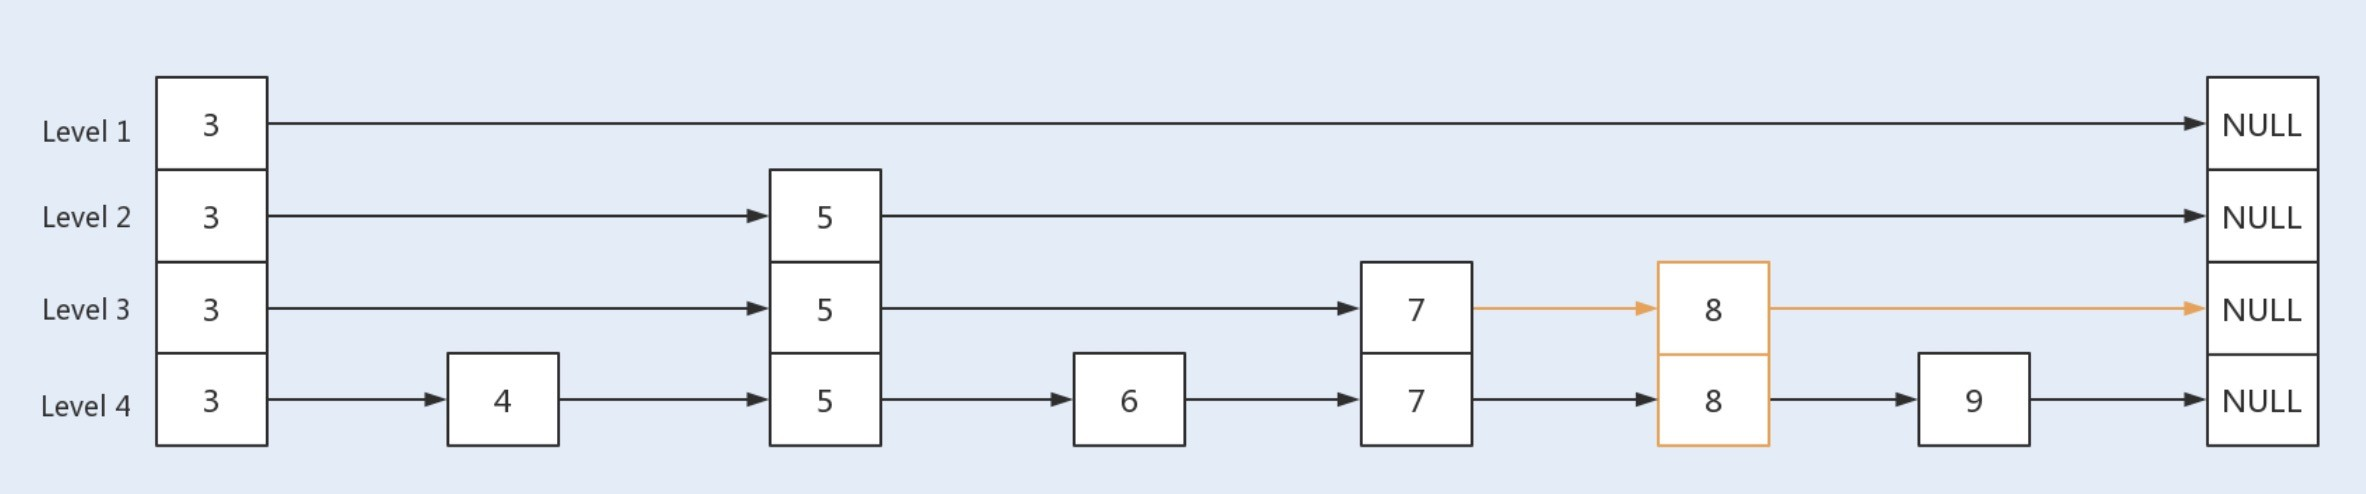 Level 1 3 NULL
Level 2 3 5 NULL
Level 3 3 5 7 8 NULL
Level 4 3 4 5 6 7 8 9 NULL